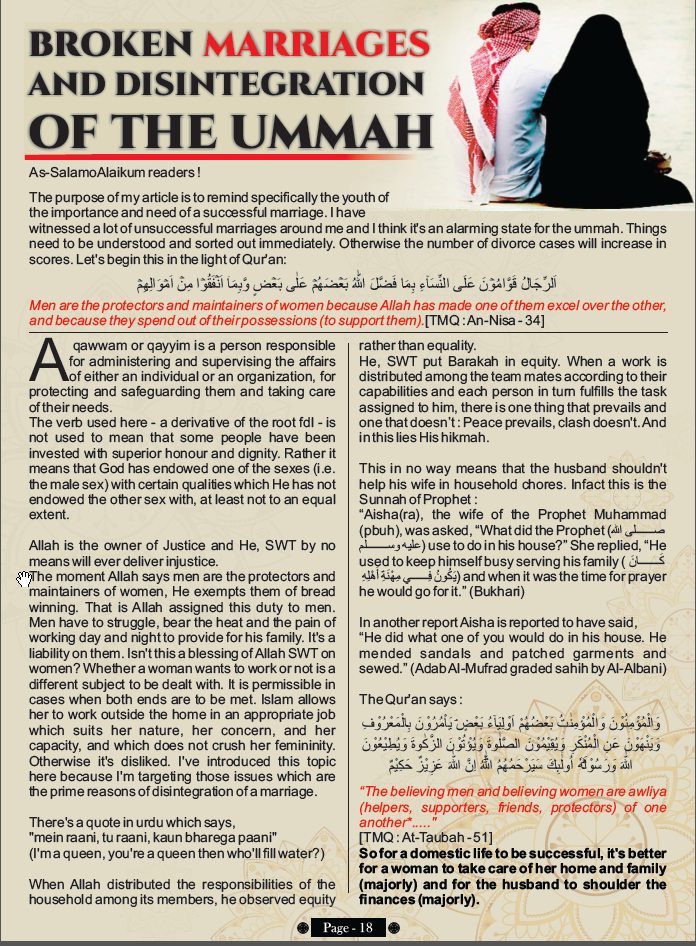 BROKEN MARRIAGES
AND DISINTEGRATION
OF THE UMMAH
As-SalamoAlaikum readers !
The purpose of my article is to remind specifically the youth of
the importance and need of a successful marriage. I have
witnessed a lot of unsuccessful marriages around me and I think it's an alarming state for the ummah. Things
need to be understood and sorted out immediately. Otherwise the number of divorce cases will increase in
scores. Let's begin this in the light of Qur'an:
اَلرِّجَالُ قَوَّامُوۡنَ عَلَى النِّسَآءِ بِمَا فَضَّلَ اللّٰهُ بَعۡضَهُمۡ عَلٰى بَعۡضٍ وَّبِمَاۤ اَنۡفَقُوۡا مِنۡ اَمۡوَالِهِمۡ
Men are the protectors and maintainers of women because Allah has made one of them excel over the other,
and because they spend out of their possessions (to support them).[TMQ : An-Nisa - 34]
A qawwam or qayyim is a person responsible
for administering and supervising the affairs
of either an individual or an organization, for
protecting and safeguarding them and taking care
of their needs.
The verb used here - a derivative of the root fdl - is
not used to mean that some people have been
invested with superior honour and dignity. Rather it
means that God has endowed one of the sexes (i.e.
the male sex) with certain qualities which He has not
endowed the other sex with, at least not to an equal
extent.
Allah is the owner of Justice and He, SWT by no
means will ever deliver injustice.
The moment Allah says men are the protectors and
maintainers of women, He exempts them of bread
winning. That is Allah assigned this duty to men.
Men have to struggle, bear the heat and the pain of
working day and night to provide for his family. It's a
liability on them. Isn't this a blessing of Allah SWT on
women? Whether a woman wants to work or not is a
different subject to be dealt with. It is permissible in
cases when both ends are to be met. Islam allows
her to work outside the home in an appropriate job
which suits her nature, her concern, and her
capacity, and which does not crush her femininity.
Otherwise it's disliked. I've introduced this topic
here because I'm targeting those issues which are
the prime reasons of disintegration of a marriage.
There's a quote in urdu which says,
"mein raani, tu raani, kaun bharega paani"
(I'm a queen, you're a queen then who'll fill water?)
When Allah distributed the responsibilities of the
household among its members, he observed equity
rather than equality.
He, SWT put Barakah in equity. When a work is
distributed among the team mates according to their
capabilities and each person in turn fulfills the task
assigned to him, there is one thing that prevails and
one that doesn't : Peace prevails, clash doesn't. And
in this lies His hikmah.
This in no way means that the husband shouldn't
help his wife in household chores. Infact this is the
Sunnah of Prophet :
“Aisha(ra), the wife of the Prophet Muhammad
(pbuh), was asked, “What did the Prophet (صلى الله
عليه وسلم) use to do in his house?” She replied, “He
used to keep himself busy serving his family ( كَانَ
يَكُونُ فِي مِهْنَةِ أَهْلِهِ) and when it was the time for prayer
he would go for it.” (Bukhari)
In another report Aisha is reported to have said,
“He did what one of you would do in his house. He
mended sandals and patched garments and
sewed.” (Adab Al-Mufrad graded sahih by Al-Albani)
The Qur'an says :
وَالۡمُؤۡمِنُوۡنَ وَالۡمُؤۡمِنٰتُ بَعۡضُهُمۡ اَوۡلِيَآءُ بَعۡضٍ يَاۡمُرُوۡنَ بِالۡمَعۡرُوۡفِ
وَيَنۡهَوۡنَ عَنِ الۡمُنۡكَرِ وَيُقِيۡمُوۡنَ الصَّلٰوةَ وَيُؤۡتُوۡنَ الزَّكٰوةَ وَيُطِيۡعُوۡنَ
اللّٰهَ وَرَسُوۡلَهٗ اُولٰٓئِكَ سَيَرۡحَمُهُمُ اللّٰهُ اِنَّ اللّٰهَ عَزِيۡزٌ حَكِيۡمٌ
“The believing men and believing women are awliya
(helpers, supporters, friends, protectors) of one
another*.....”
[TMQ : At-Taubah - 51]
So for a domestic life to be successful, it's better
for a woman to take care of her home and family
(majorly) and for the husband to shoulder the
finances (majorly).
Page - 18